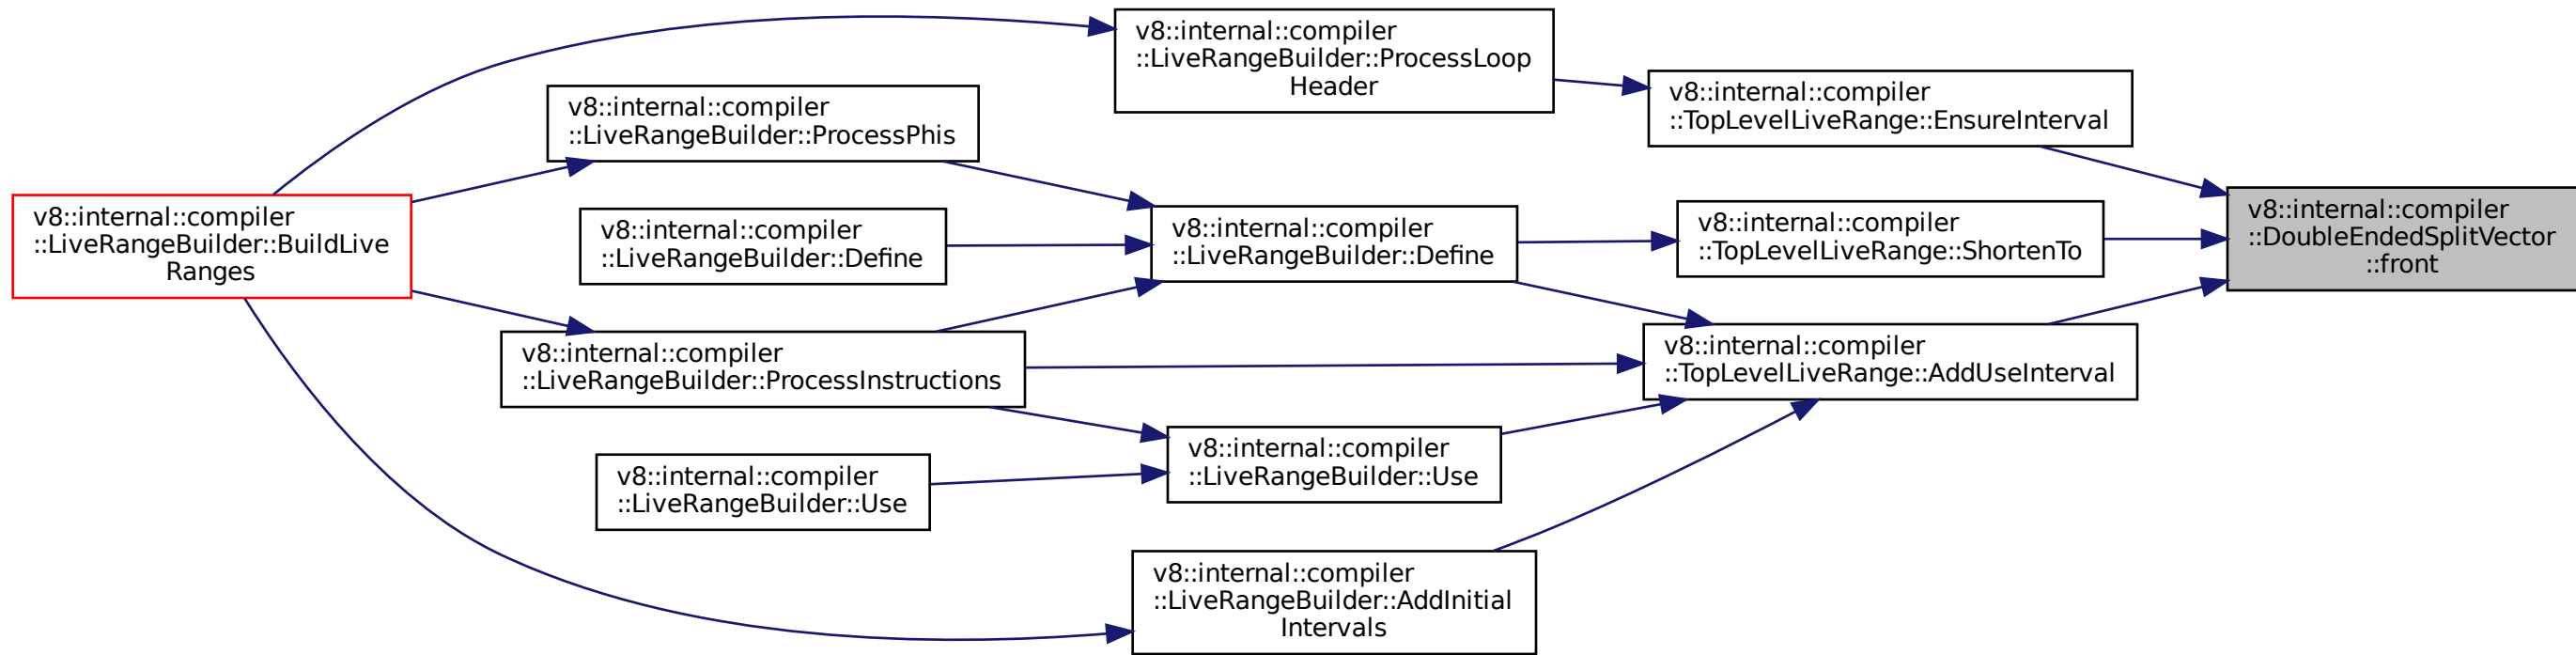 v8::internal::compiler
::LiveRangeBuilder::BuildLive
Ranges
v8::internal::compiler
::LiveRangeBuilder::ProcessPhis
v8::internal::compiler
::LiveRangeBuilder::Define
v8::internal::compiler
::LiveRangeBuilder::ProcessInstructions
v8::internal::compiler
::LiveRangeBuilder::Use
v8::internal::compiler
::LiveRangeBuilder::ProcessLoop
Header
v8::internal::compiler
::LiveRangeBuilder::Define
v8::internal::compiler
::LiveRangeBuilder::Use
v8::internal::compiler
::LiveRangeBuilder::AddInitial
Intervals
v8::internal::compiler
::TopLevelLiveRange::EnsureInterval
v8::internal::compiler
::TopLevelLiveRange::ShortenTo
v8::internal::compiler
::TopLevelLiveRange::AddUseInterval
v8::internal::compiler
::DoubleEndedSplitVector
::front